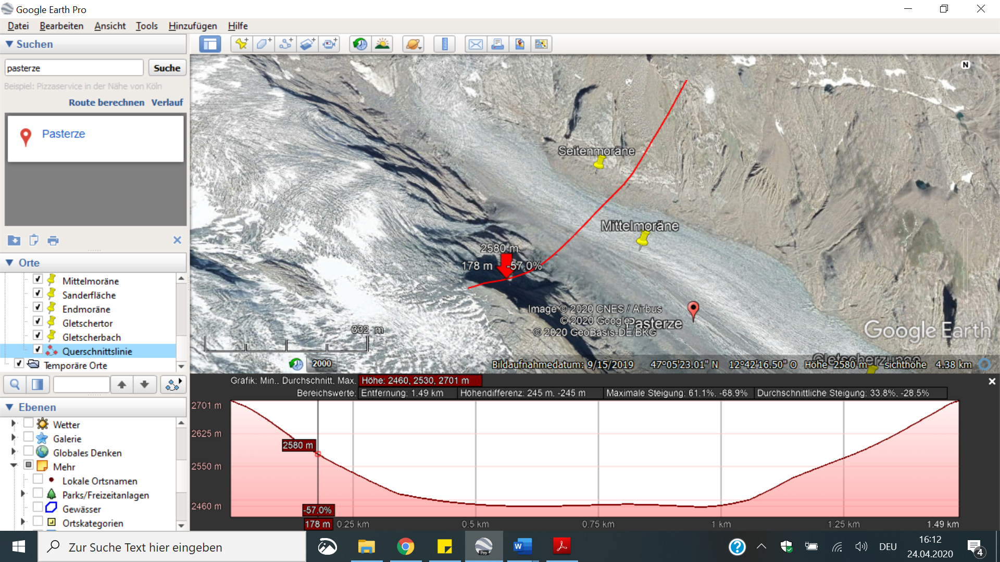 Google Earth Pro
Datei Bearbeiten Ansicht Tools Hinzufügen Hilfe
Suchen
pasterze
Suche
Beispiel: Pizzaservice in der Nähe von Köln
Route berechnen Verlauf
Pasterze
Orte
Mittelmoräne
Sanderfläche
Endmoräne
Gletschertor
Gletscherbach
Querschnittslinie
Temporäre Orte
Ebenen
Wetter
Galerie
Globales Denken
Mehr
Lokale Ortsnamen
Parks/Freizeitanlagen
Gewässer
Ortskategorien
N
Seitenmoräne
Mittelmoräne
2580 m
178 m -57.0%
Image © 2020 CNES / Airbus
© 2020 Google
Pasterze
© 2020 GeoBasis-DE/BKG
332 m
Google Earth
Gletscherzunge
2000
Bildaufnahmedatum: 9/15/2019 47°05'23.01" N 12°42'16.50" O Höhe 2580 m sichthöhe 4.38 km
Grafik: Min., Durchschnitt, Max. Höhe: 2460, 2530, 2701 m
Bereichswerte: Entfernung: 1.49 km Höhendifferenz: 245 m, -245 m Maximale Steigung: 61.1%, -68.9% Durchschnittliche Steigung: 33.8%, -28.5%
2701 m
2625 m
2580 m
2550 m
2460 m
-57.0%
178 m 0.25 km 0.5 km 0.75 km 1 km 1.25 km 1.49 km
Zur Suche Text hier eingeben
Pro
W
?
DEU
16:12
24.04.2020
4